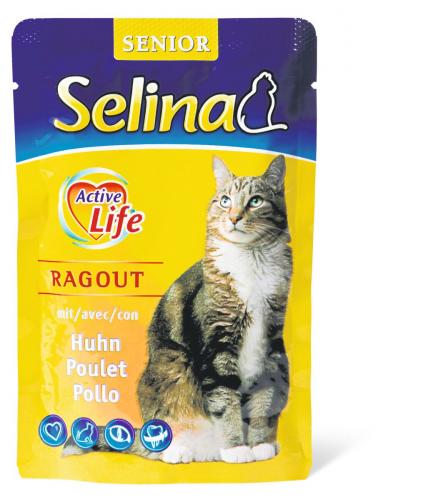 SENIOR
Selina
Active
Life
RAGOUT
mit/avec/con
Huhn
Poulet
Pollo